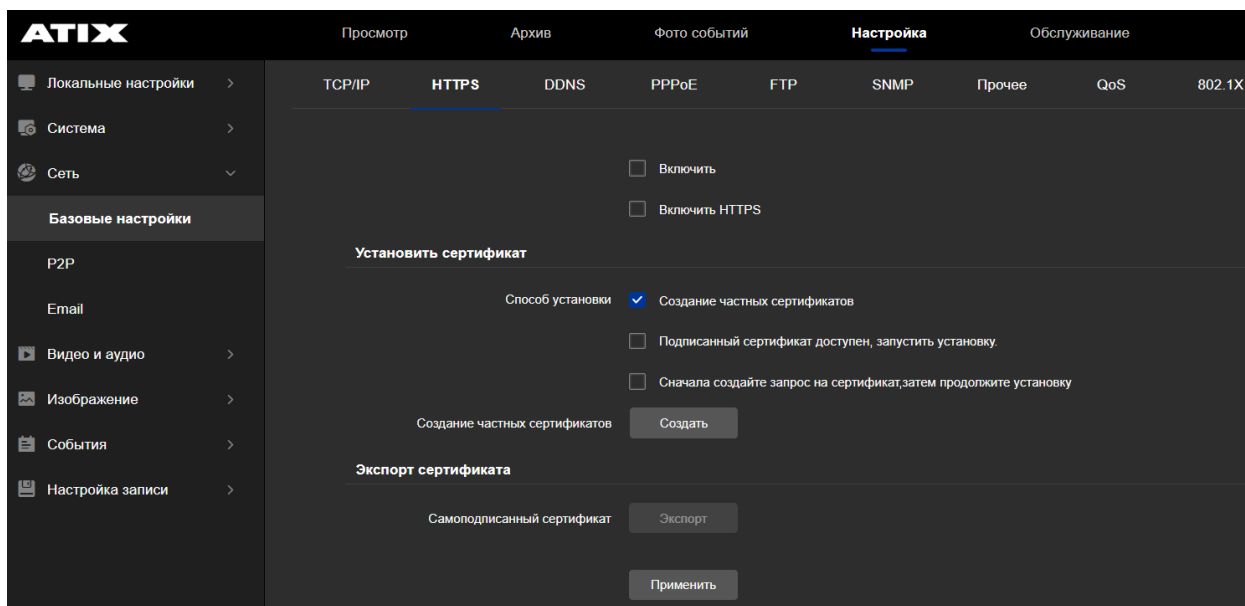 ATIX
Просмотр Архив Фото событий Настройка Обслуживание
Локальные настройки
TCP/IP HTTPS DDNS PPPoE FTP SNMP Прочее QoS 802.1X
Система
Сеть
Включить
Базовые настройки
Включить HTTPS
Установить сертификат
P2P
Способ установки Создание частных сертификатов
Email
Подписанный сертификат доступен, запустить установку.
Видео и аудио
Сначала создайте запрос на сертификат,затем продолжите установку
Изображение
Создание частных сертификатов Создать
События
Экспорт сертификата
Настройка записи
Самоподписанный сертификат Экспорт
Применить